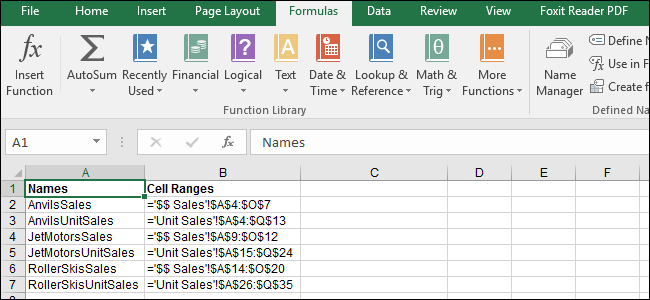 File Home Insert Page Layout Formulas Data Review View Foxit Reader PDF
fx Σ θ
Insert Function AutoSum Recently Used Financial Logical Text Date & Time Lookup & Reference Math & Trig More Functions Name Manager
Define N
Use in F
Create f
Function Library Defined Na
A1 fx Names
A B C D E F
1 Names Cell Ranges
2 AnvilsSales ='$$ Sales'!$A$4:$O$7
3 AnvilsUnitSales ='Unit Sales'!$A$4:$Q$13
4 JetMotorsSales ='$$ Sales'!$A$9:$O$12
5 JetMotorsUnitSales ='Unit Sales'!$A$15:$Q$24
6 RollerSkisSales ='$$ Sales'!$A$14:$O$20
7 RollerSkisUnitSales ='Unit Sales'!$A$26:$Q$35